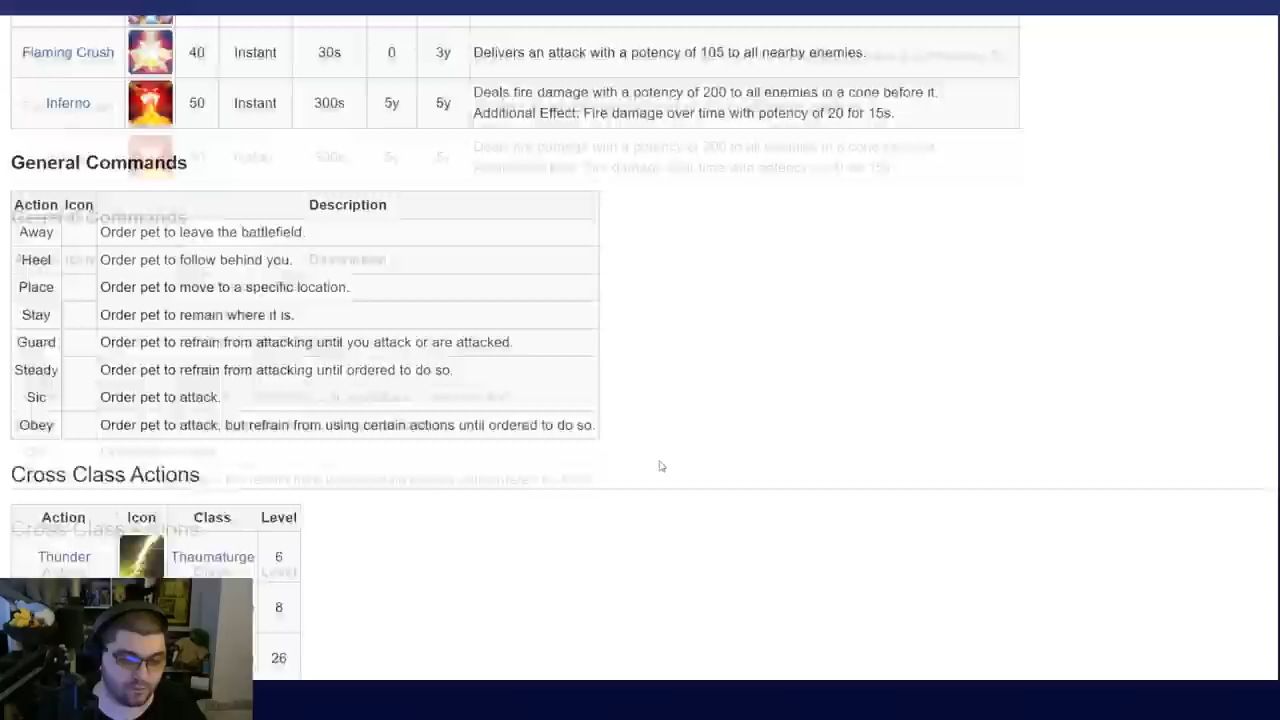 Flaming Crush 40 Instant 30s 0 3y Delivers an attack with a potency of 105 to all nearby enemies.
Inferno 50 Instant 300s 5y 5y Deals fire damage with a potency of 200 to all enemies in a cone before it.
Additional Effect: Fire damage over time with potency of 20 for 15s.
General Commands
Action Icon Description
Away Order pet to leave the battlefield.
Heel Order pet to follow behind you.
Place Order pet to move to a specific location.
Stay Order pet to remain where it is.
Guard Order pet to refrain from attacking until you attack or are attacked.
Steady Order pet to refrain from attacking until ordered to do so.
Sic Order pet to attack.
Obey Order pet to attack, but refrain from using certain actions until ordered to do so.
Cross Class Actions
Action Icon Class Level
Thunder Thaumaturge 6
8
26